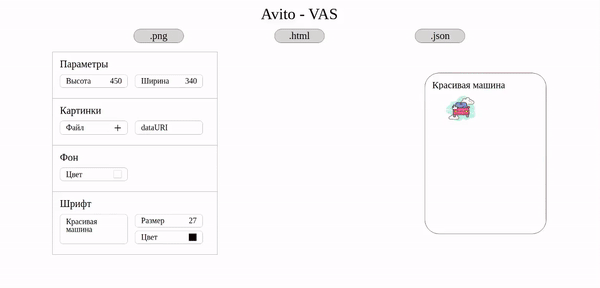 Avito - VAS
.png
.html
.json
Параметры
Высота 450
Ширина 340
Картинки
Файл +
dataURI
Фон
Цвет
Шрифт
Красивая
машина
Размер 27
Цвет
Красивая машина